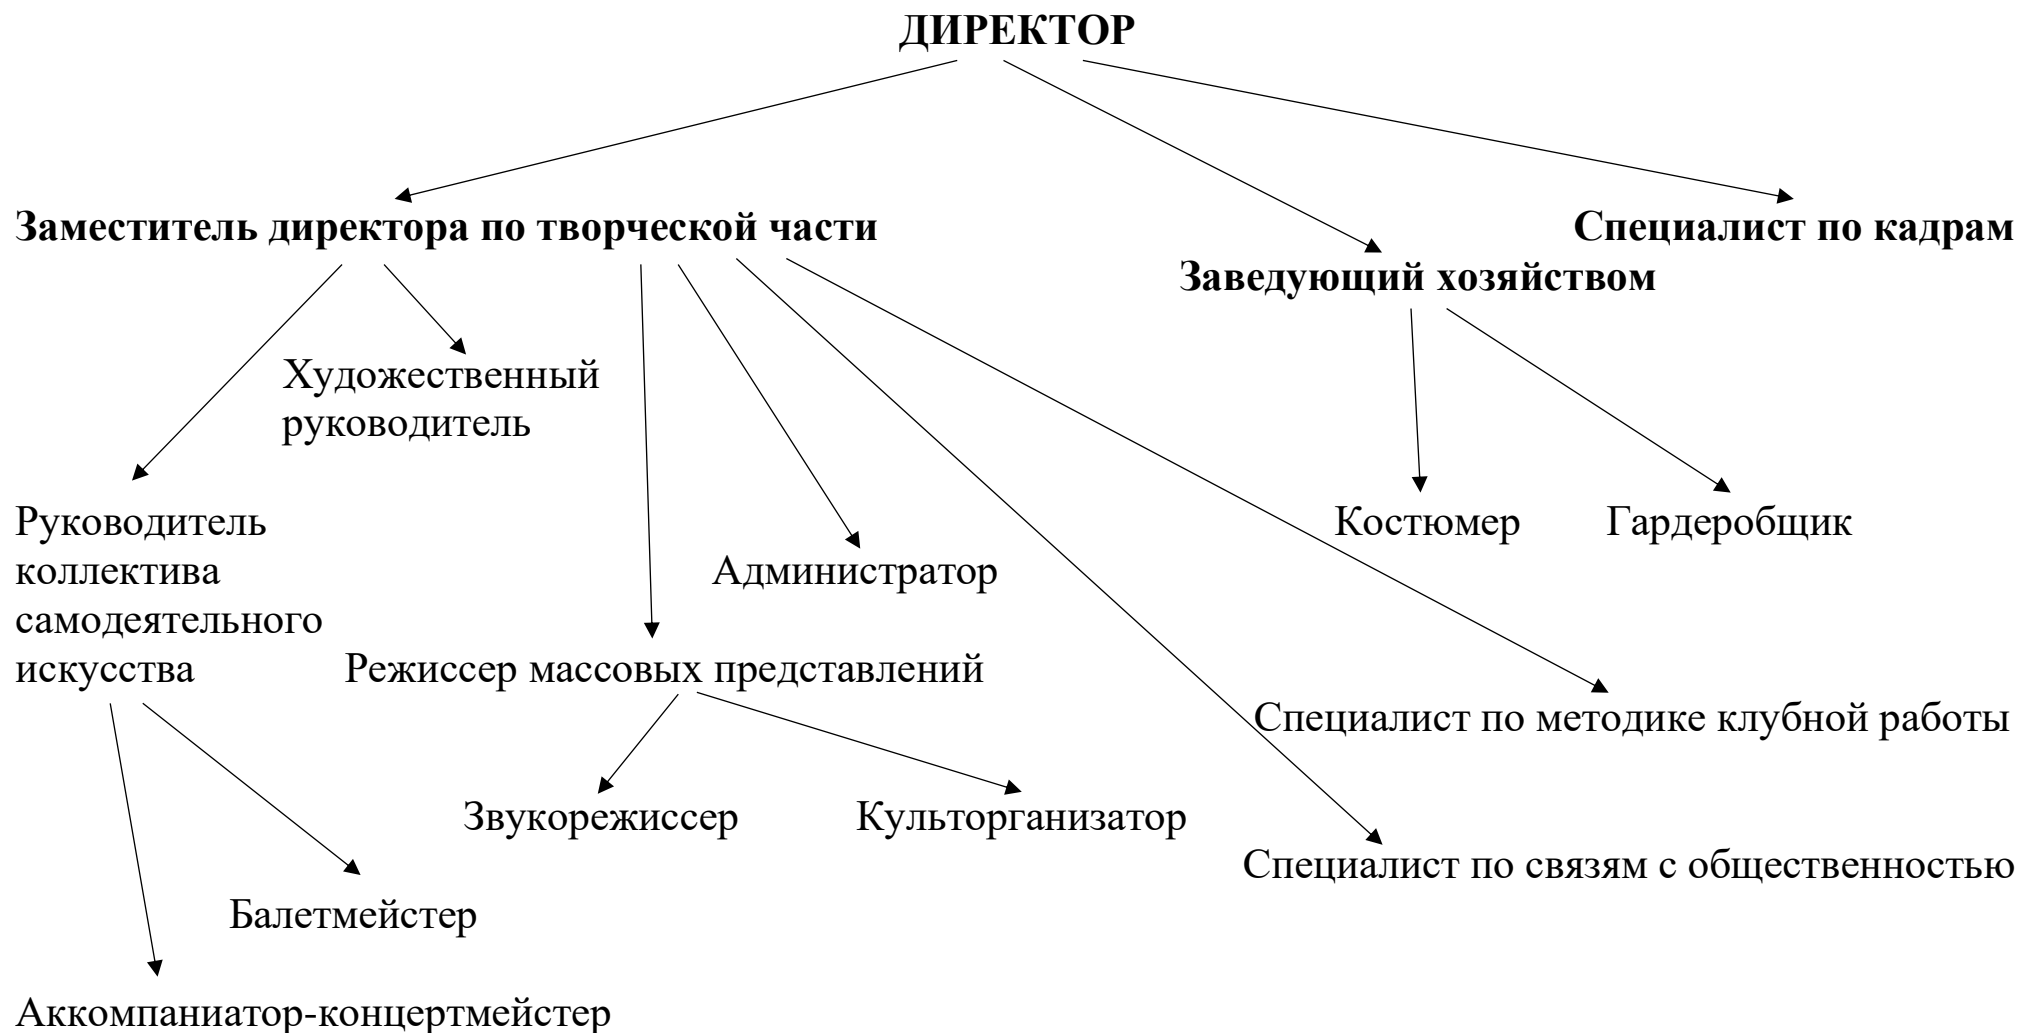 ДИРЕКТОР
Заместитель директора по творческой части
Специалист по кадрам
Заведующий хозяйством
Художественный
руководитель
Руководитель
коллектива
самодеятельного
искусства
Костюмер
Гардеробщик
Администратор
Режиссер массовых представлений
Специалист по методике клубной работы
Звукорежиссер
Культорганизатор
Специалист по связям с общественностью
Балетмейстер
Аккомпаниатор-концертмейстер